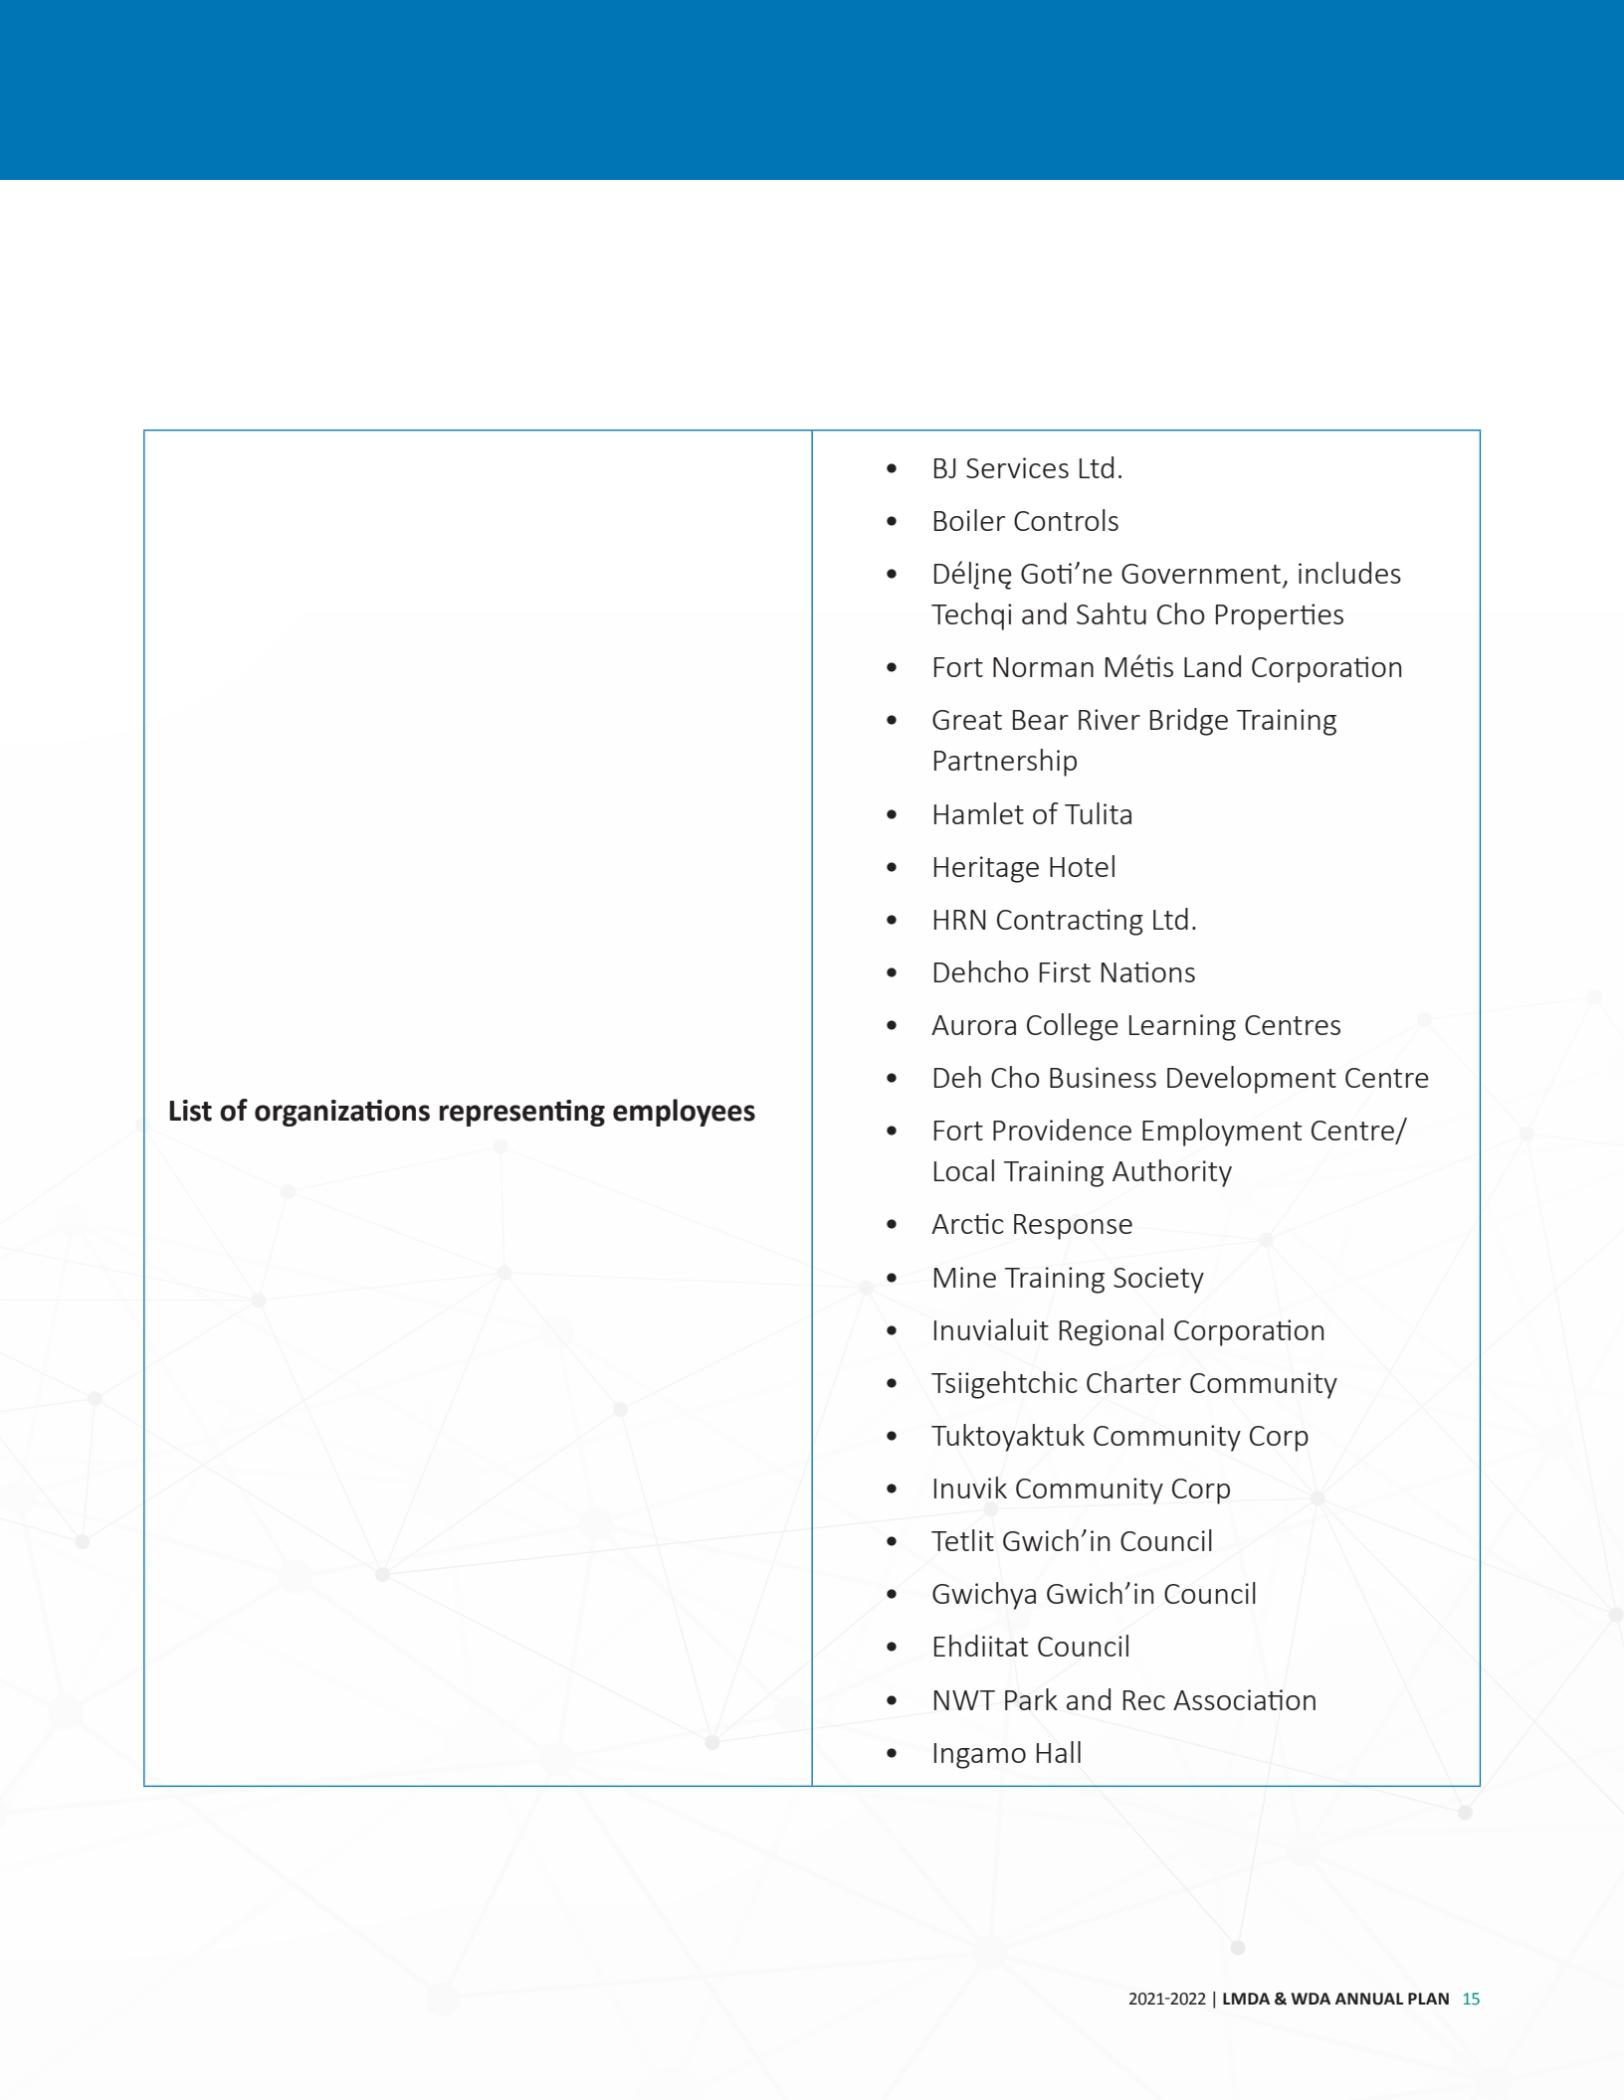 List of organizations representing employees
• BJ Services Ltd.
• Boiler Controls
• Délı̨nę Goti’ne Government, includes
Techqi and Sahtu Cho Properties
• Fort Norman Métis Land Corporation
• Great Bear River Bridge Training
Partnership
• Hamlet of Tulita
• Heritage Hotel
• HRN Contracting Ltd.
• Dehcho First Nations
• Aurora College Learning Centres
• Deh Cho Business Development Centre
• Fort Providence Employment Centre/
Local Training Authority
• Arctic Response
• Mine Training Society
• Inuvialuit Regional Corporation
• Tsiigehtchic Charter Community
• Tuktoyaktuk Community Corp
• Inuvik Community Corp
• Tetlit Gwich’in Council
• Gwichya Gwich’in Council
• Ehdiitat Council
• NWT Park and Rec Association
• Ingamo Hall
2021-2022 | LMDA & WDA ANNUAL PLAN 15